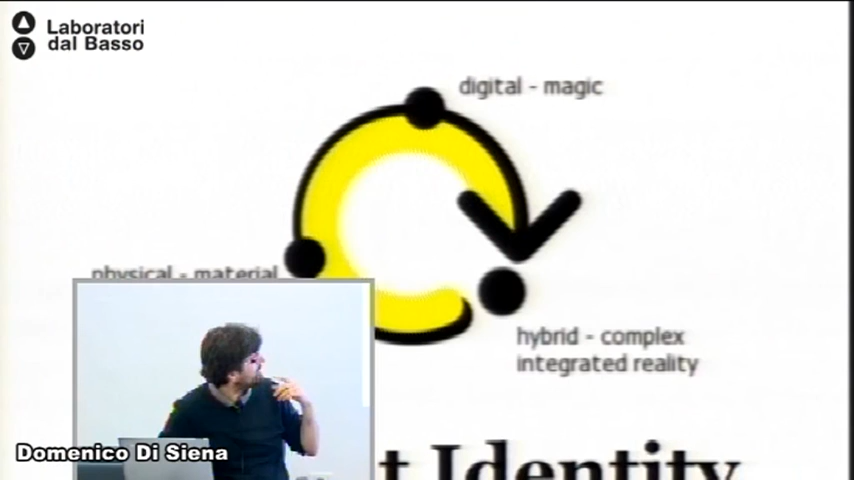 Laboratori
dal Basso
digital - magic
physical - material
hybrid - complex
integrated reality
Domenico Di Siena
t Identity